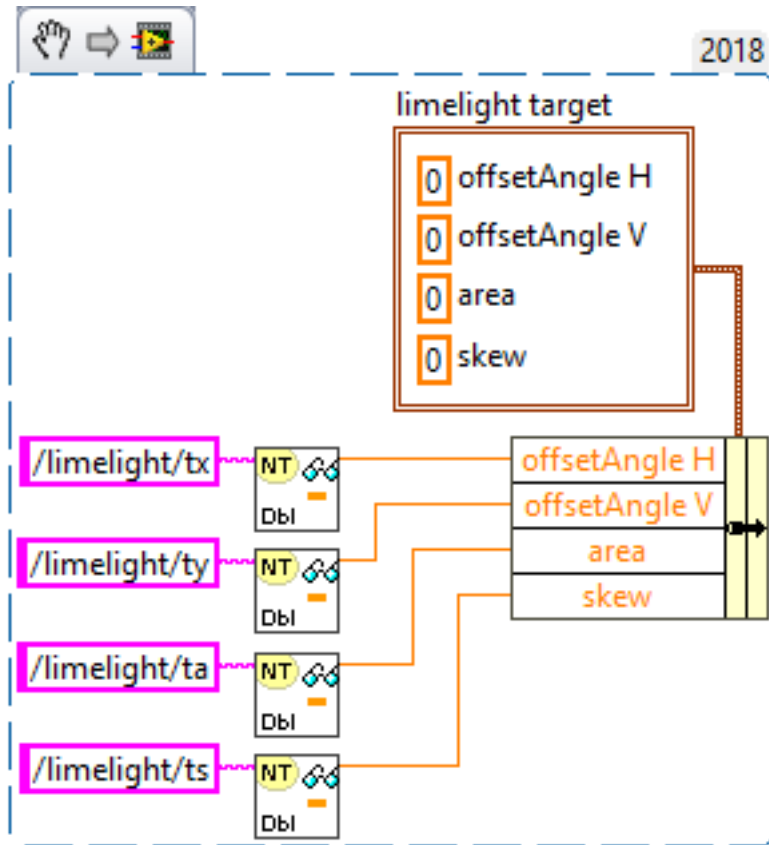 2018
limelight target
0 offsetAngle H
0 offsetAngle V
0 area
0 skew
/limelight/tx
NT
Dbl
offsetAngle H
offsetAngle V
area
skew
/limelight/ty
NT
Dbl
/limelight/ta
NT
Dbl
/limelight/ts
NT
Dbl